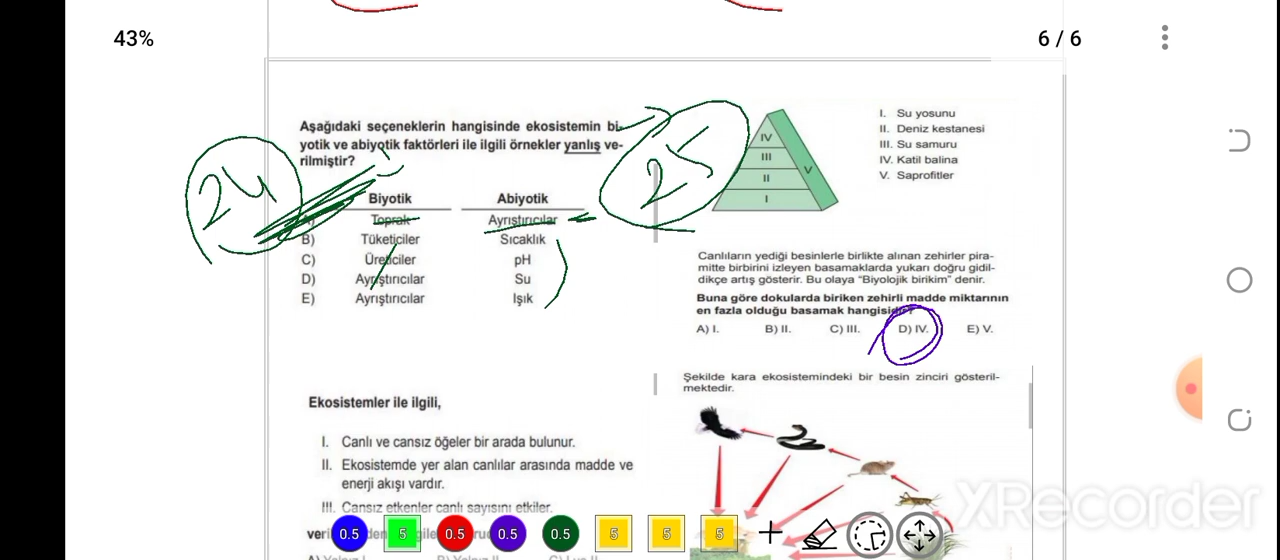 43%
6 / 6
Aşağıdaki seçeneklerin hangisinde ekosistemin bi-
yotik ve abiyotik faktörleri ile ilgili örnekler yanlış ve-
rilmiştir?
24
Biyotik Abiyotik
Toprak Ayrıştırıcılar
B) Tüketiciler Sıcaklık
C) Üreticiler pH
D) Ayrıştırıcılar Su
E) Ayrıştırıcılar Işık
Ekosistemler ile ilgili,
I. Canlı ve cansız öğeler bir arada bulunur.
II. Ekosistemde yer alan canlılar arasında madde ve
enerji akışı vardır.
III. Cansız etkenler canlı sayısını etkiler.
25
IV
III
II
I
V
I. Su yosunu
II. Deniz kestanesi
III. Su samuru
IV. Katil balina
V. Saprofitler
Canlıların yediği besinlerle birlikte alınan zehirler pira-
mitte birbirini izleyen basamaklarda yukarı doğru gidil-
dikçe artış gösterir. Bu olaya "Biyolojik birikim" denir.
Buna göre dokularda biriken zehirli madde miktarının
en fazla olduğu basamak hangisidir?
A) I. B) II. C) III. D) IV. E) V.
Şekilde kara ekosistemindeki bir besin zinciri gösteril-
mektedir.
0.5 5 0.5 0.5 0.5 5 5 5
XRecorder